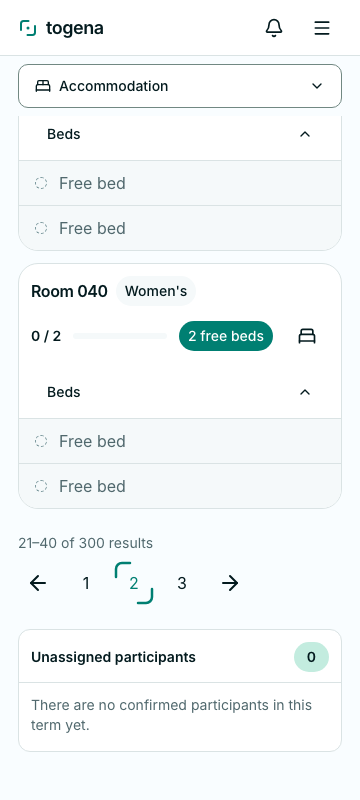 togena
Accommodation
Beds
Free bed
Free bed
Room 040 Women's
0 / 2 2 free beds
Beds
Free bed
Free bed
21–40 of 300 results
1 2 3
Unassigned participants 0
There are no confirmed participants in this
term yet.